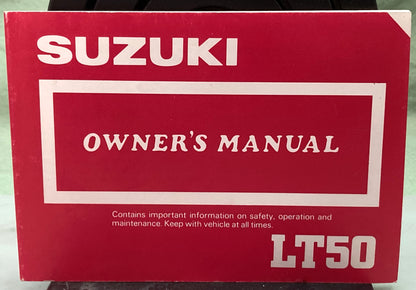 SUZUKI
OWNER'S MANUAL
Contains important information on safety, operation and
maintenance. Keep with vehicle at all times.
LT50